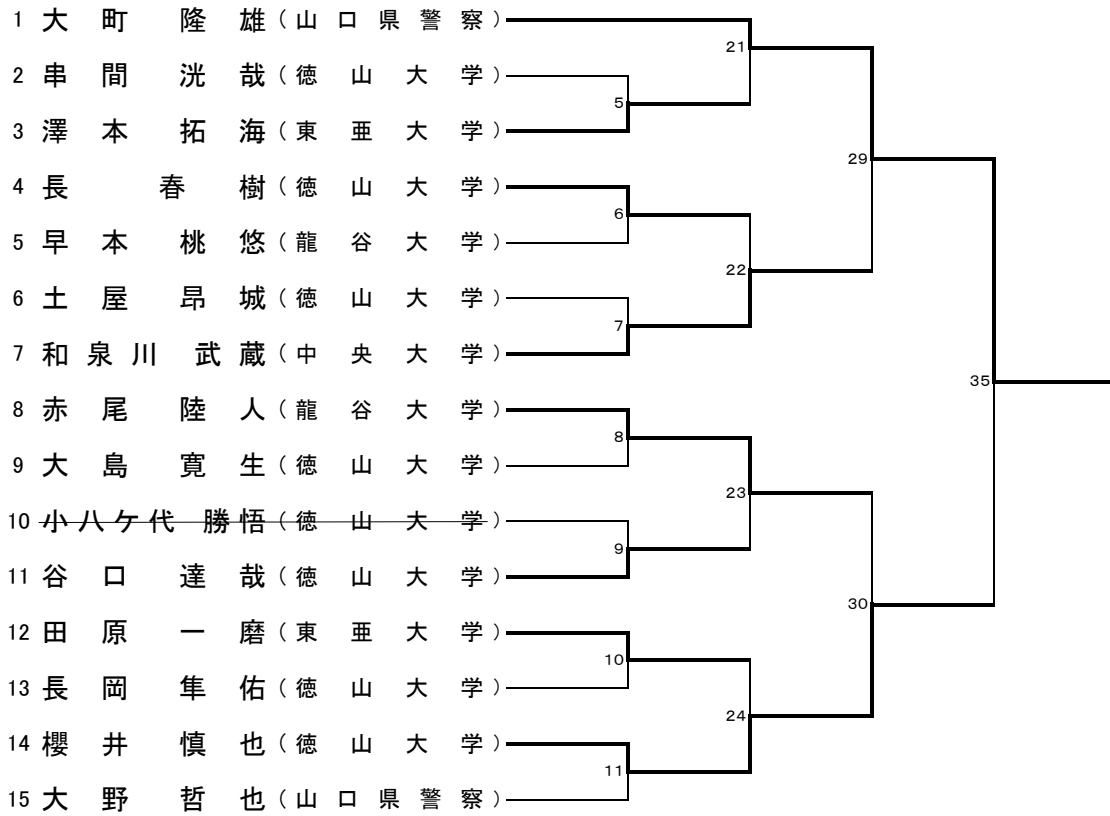 1 大町 隆雄（山口県警察）
21
2 串間 洸哉（徳山大学）
5
3 澤本 拓海（東亜大学）
29
4 長 春樹（徳山大学）
6
5 早本 桃悠（龍谷大学）
22
6 土屋 昂城（徳山大学）
7
7 和泉川 武蔵（中央大学）
35
8 赤尾 陸人（龍谷大学）
8
9 大島 寛生（徳山大学）
23
10 小八ケ代 勝悟（徳山大学）
9
11 谷口 達哉（徳山大学）
30
12 田原 一磨（東亜大学）
10
13 長岡 隼佑（徳山大学）
24
14 櫻井 慎也（徳山大学）
11
15 大野 哲也（山口県警察）